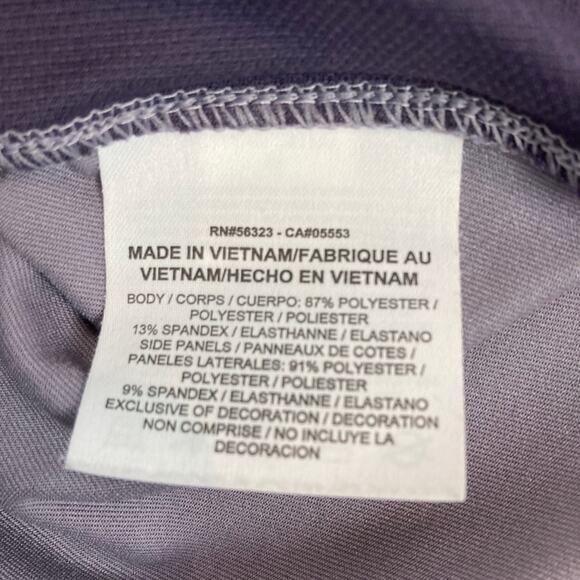 RN#56323 - CA#05553
MADE IN VIETNAM/FABRIQUE AU
VIETNAM/HECHO EN VIETNAM
BODY / CORPS / CUERPO: 87% POLYESTER /
POLYESTER / POLIESTER
13% SPANDEX / ELASTHANNE / ELASTANO
SIDE PANELS / PANNEAUX DE COTES /
PANELES LATERALES: 91% POLYESTER /
POLYESTER / POLIESTER
9% SPANDEX / ELASTHANNE / ELASTANO
EXCLUSIVE OF DECORATION / DECORATION
NON COMPRISE / NO INCLUYE LA
DECORACION